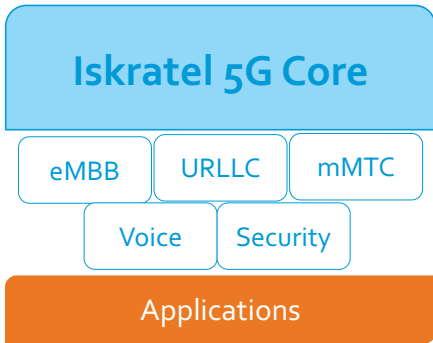 Iskratel 5G Core
eMBB URLLC mMTC
Voice Security
Applications